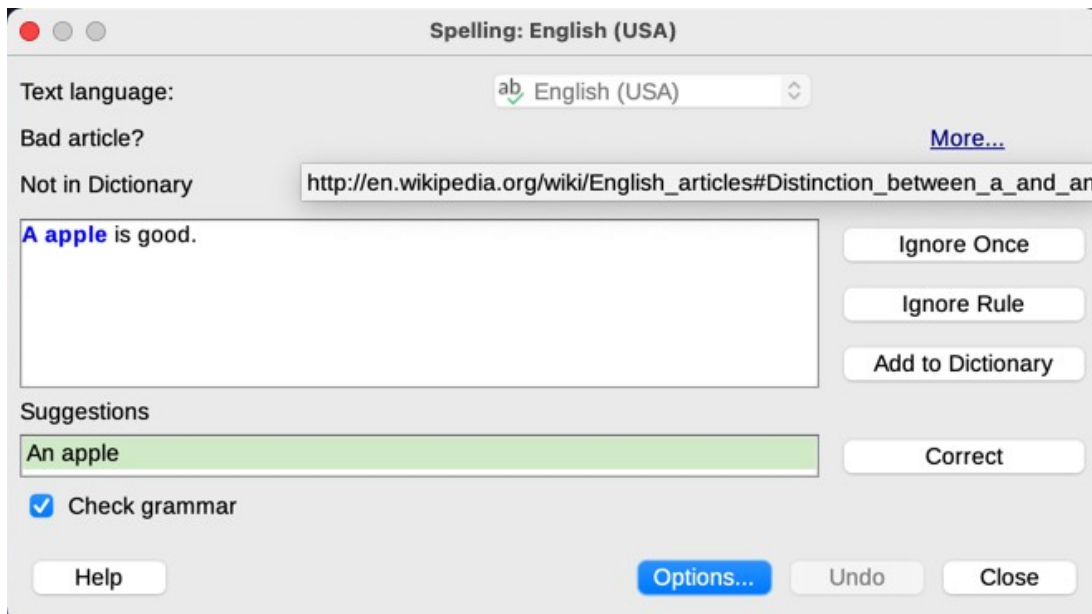 Spelling: English (USA)
Text language:
ab English (USA)
Bad article?
More...
Not in Dictionary
http://en.wikipedia.org/wiki/English_articles#Distinction_between_a_and_an
A apple is good.
Ignore Once
Ignore Rule
Add to Dictionary
Suggestions
An apple
Correct
Check grammar
Help
Options...
Undo
Close